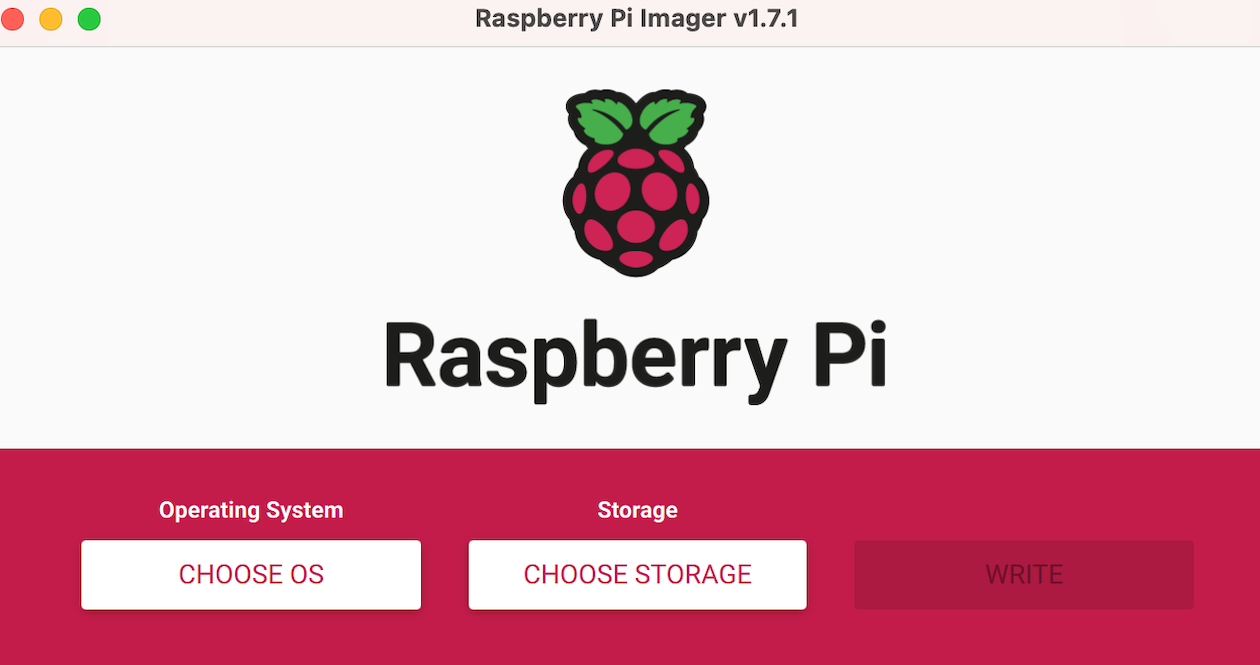 Raspberry Pi Imager v1.7.1
Raspberry Pi
Operating System
Storage
CHOOSE OS
CHOOSE STORAGE
WRITE